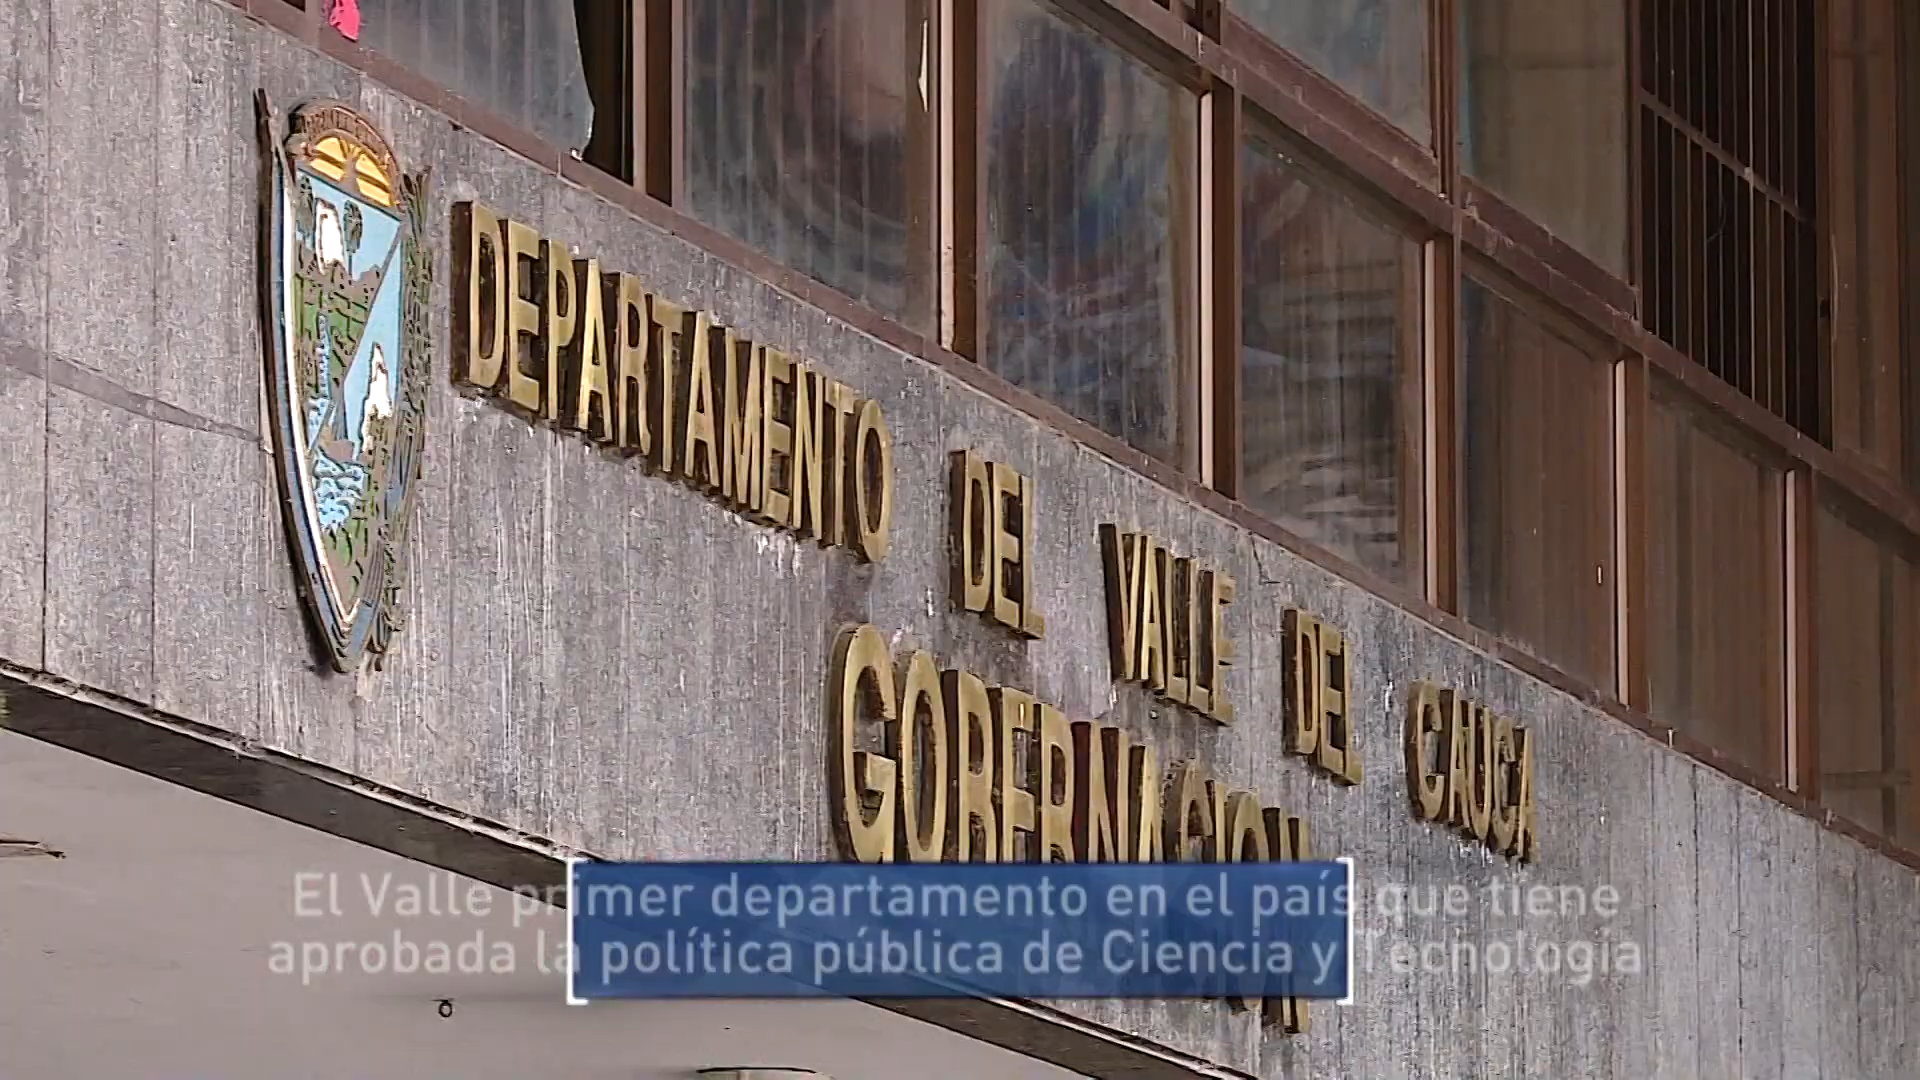 DEPARTAMENTO DEL VALLE DEL CAUCA
GOBERNACION
El Valle primer departamento en el país que tiene
aprobada la política pública de Ciencia y Tecnología